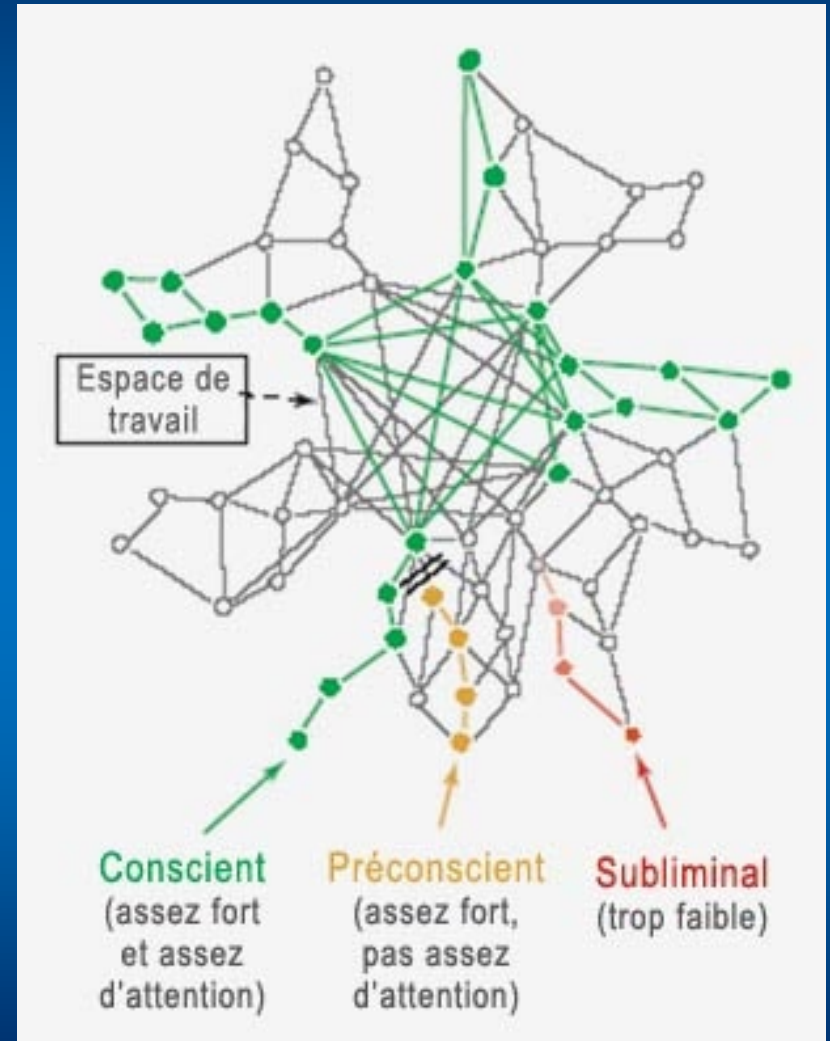 Espace de
travail
Conscient
(assez fort
et assez
d'attention)
Préconscient
(assez fort,
pas assez
d'attention)
Subliminal
(trop faible)